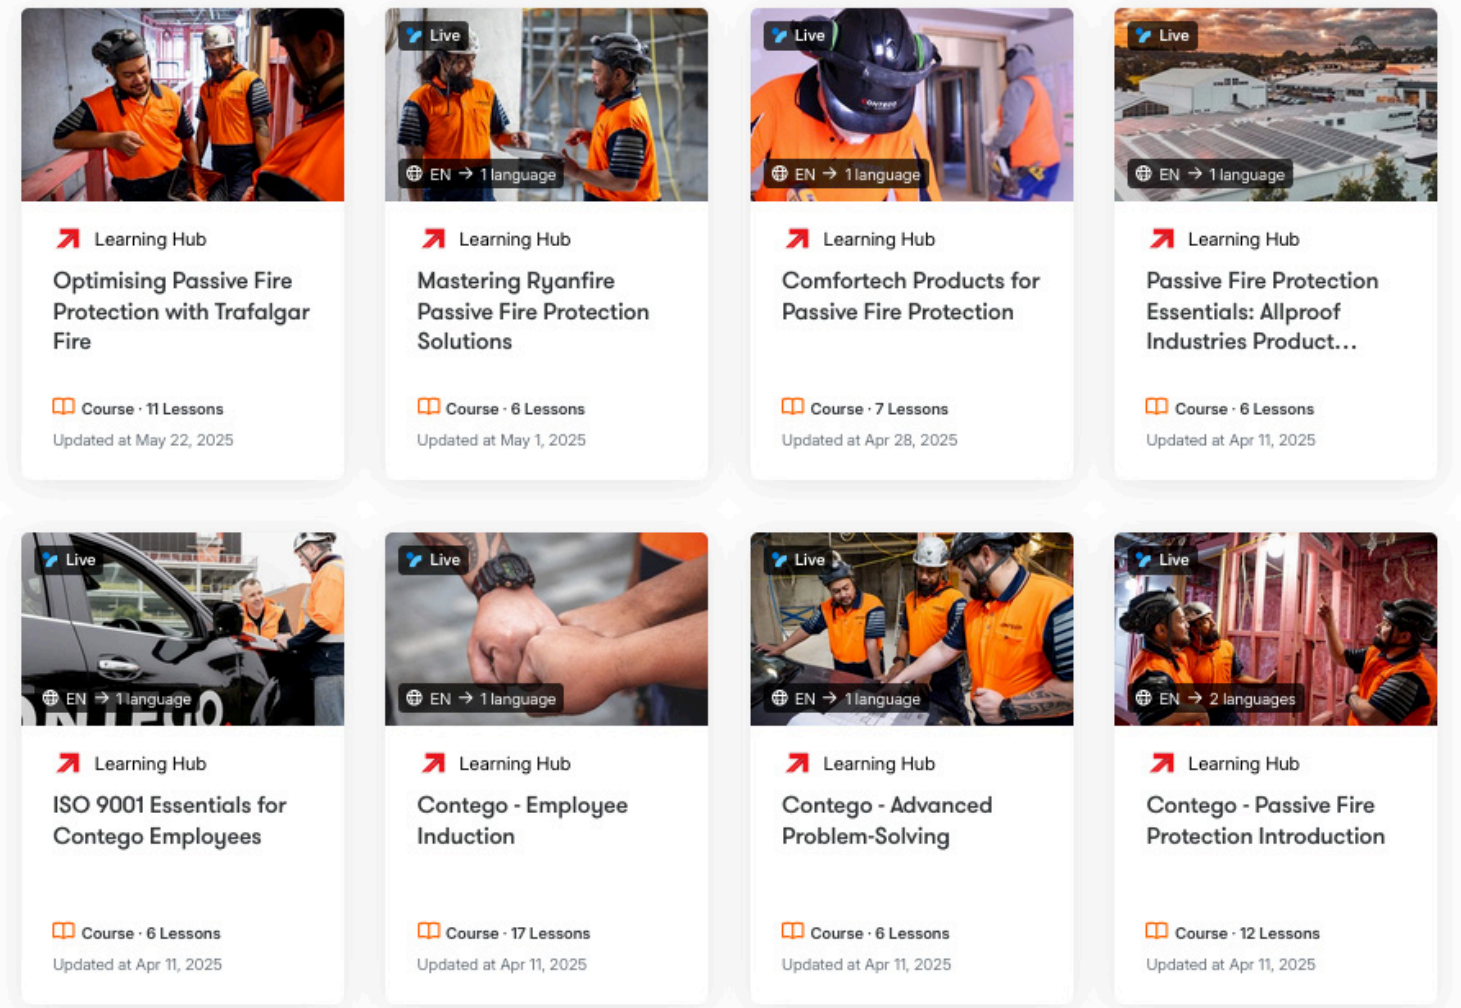 Live
Live
Live
EN → 1 language
CONTEGO
EN → 1 language
EN → 1 language
Learning Hub
Learning Hub
Learning Hub
Learning Hub
Optimising Passive Fire
Protection with Trafalgar
Fire
Mastering Ryanfire
Passive Fire Protection
Solutions
Comfortech Products for
Passive Fire Protection
Passive Fire Protection
Essentials: Allproof
Industries Product...
Course · 11 Lessons
Updated at May 22, 2025
Course · 6 Lessons
Updated at May 1, 2025
Course · 7 Lessons
Updated at Apr 28, 2025
Course · 6 Lessons
Updated at Apr 11, 2025
Live
Live
Live
Live
EN → 1 language
EN → 1 language
EN → 1 language
EN → 2 languages
Learning Hub
Learning Hub
Learning Hub
Learning Hub
ISO 9001 Essentials for
Contego Employees
Contego - Employee
Induction
Contego - Advanced
Problem-Solving
Contego - Passive Fire
Protection Introduction
Course · 6 Lessons
Updated at Apr 11, 2025
Course · 17 Lessons
Updated at Apr 11, 2025
Course · 6 Lessons
Updated at Apr 11, 2025
Course · 12 Lessons
Updated at Apr 11, 2025